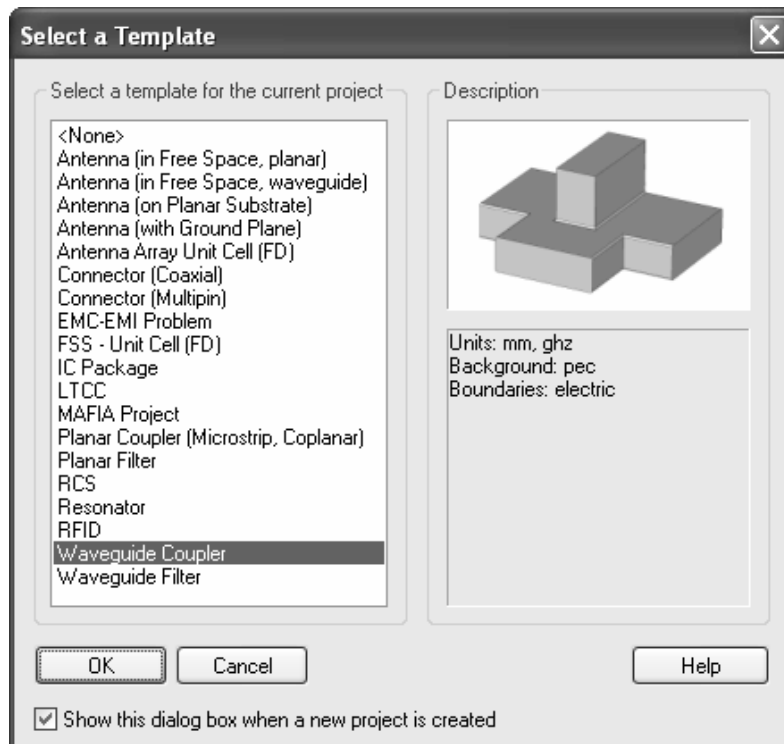 Select a Template
Select a template for the current project
<None>
Antenna (in Free Space, planar)
Antenna (in Free Space, waveguide)
Antenna (on Planar Substrate)
Antenna (with Ground Plane)
Antenna Array Unit Cell (FD)
Connector (Coaxial)
Connector (Multipin)
EMC-EMI Problem
FSS - Unit Cell (FD)
IC Package
LTCC
MAFIA Project
Planar Coupler (Microstrip, Coplanar)
Planar Filter
RCS
Resonator
RFID
Waveguide Coupler
Waveguide Filter
Description
Units: mm, ghz
Background: pec
Boundaries: electric
OK
Cancel
Help
Show this dialog box when a new project is created